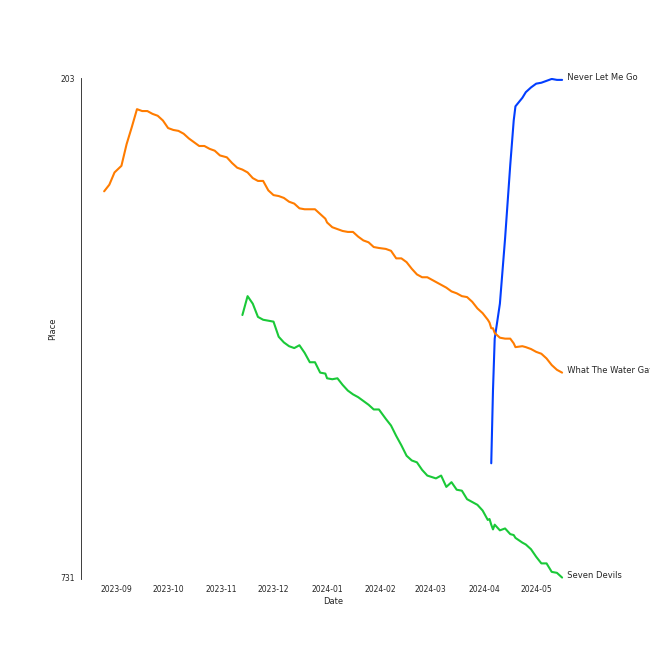 203
Never Let Me Go
Place
What The Water Ga
731
Seven Devils
2023-09 2023-10 2023-11 2023-12 2024-01 2024-02 2024-03 2024-04 2024-05
Date